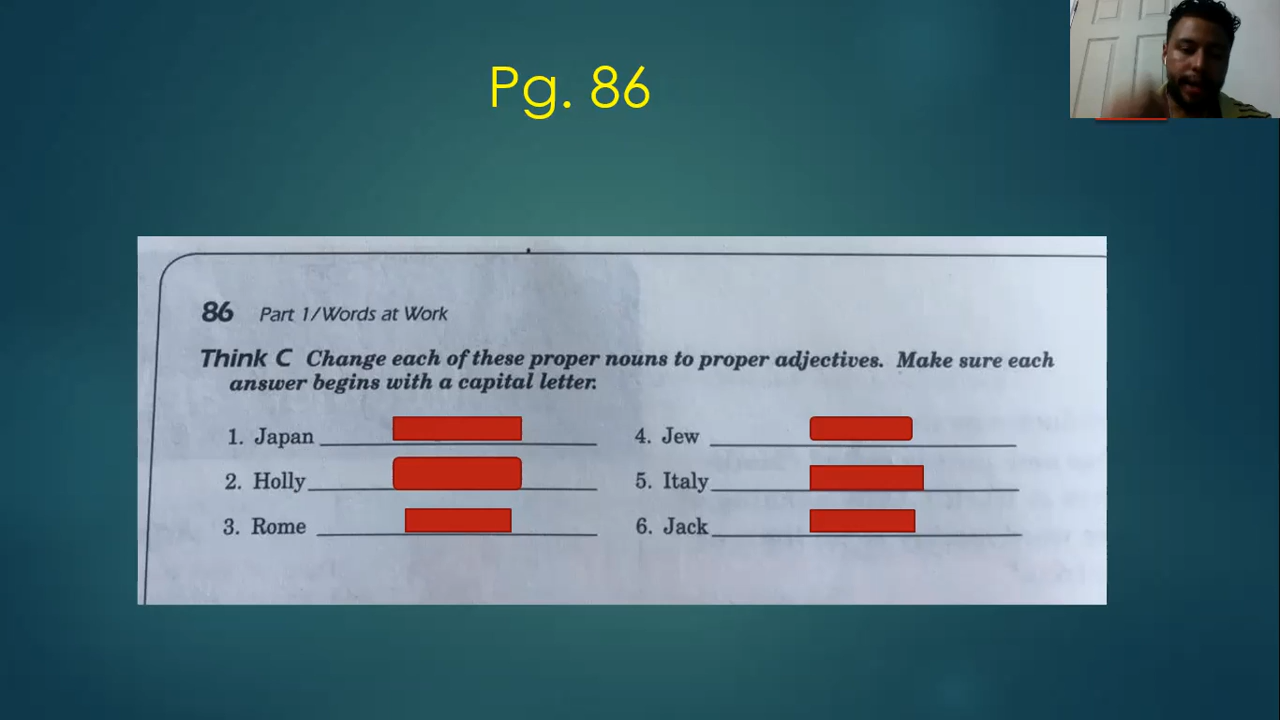 Pg. 86
86 Part 1/Words at Work
Think C Change each of these proper nouns to proper adjectives. Make sure each
answer begins with a capital letter.
1. Japan
4. Jew
2. Holly
5. Italy
3. Rome
6. Jack